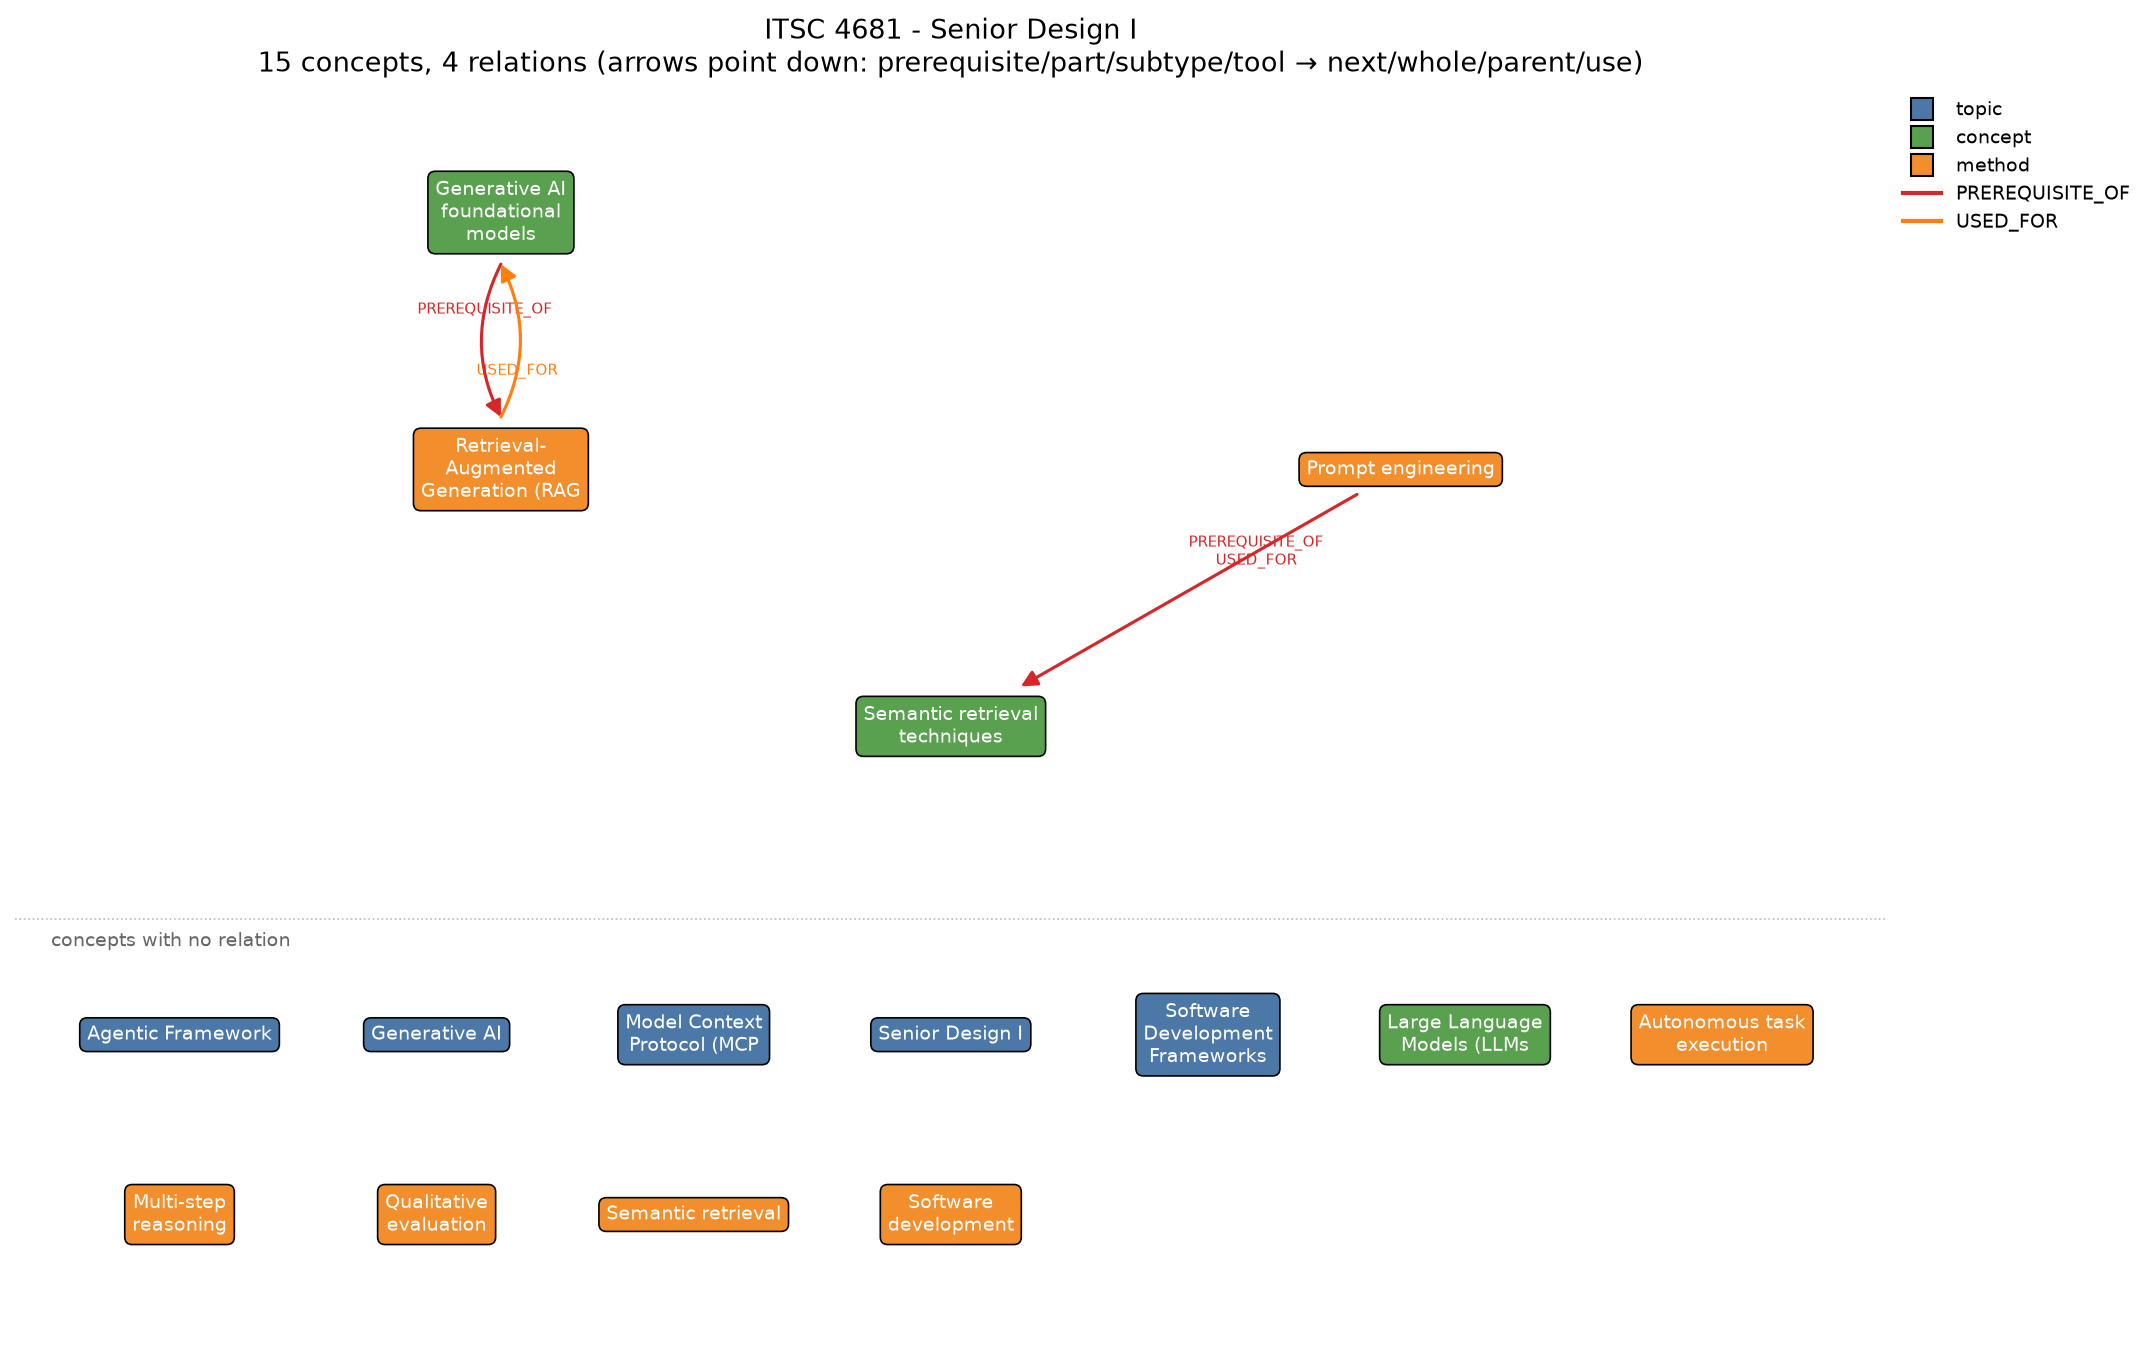 ITSC 4681 - Senior Design I
15 concepts, 4 relations (arrows point down: prerequisite/part/subtype/tool → next/whole/parent/use)
topic
concept
method
PREREQUISITE_OF
USED_FOR
Generative AI
foundational
models
PREREQUISITE_OF
USED_FOR
Retrieval-
Augmented
Generation (RAG
Prompt engineering
PREREQUISITE_OF
USED_FOR
Semantic retrieval
techniques
concepts with no relation
Agentic Framework
Generative AI
Model Context
Protocol (MCP
Senior Design I
Software
Development
Frameworks
Large Language
Models (LLMs
Autonomous task
execution
Multi-step
reasoning
Qualitative
evaluation
Semantic retrieval
Software
development